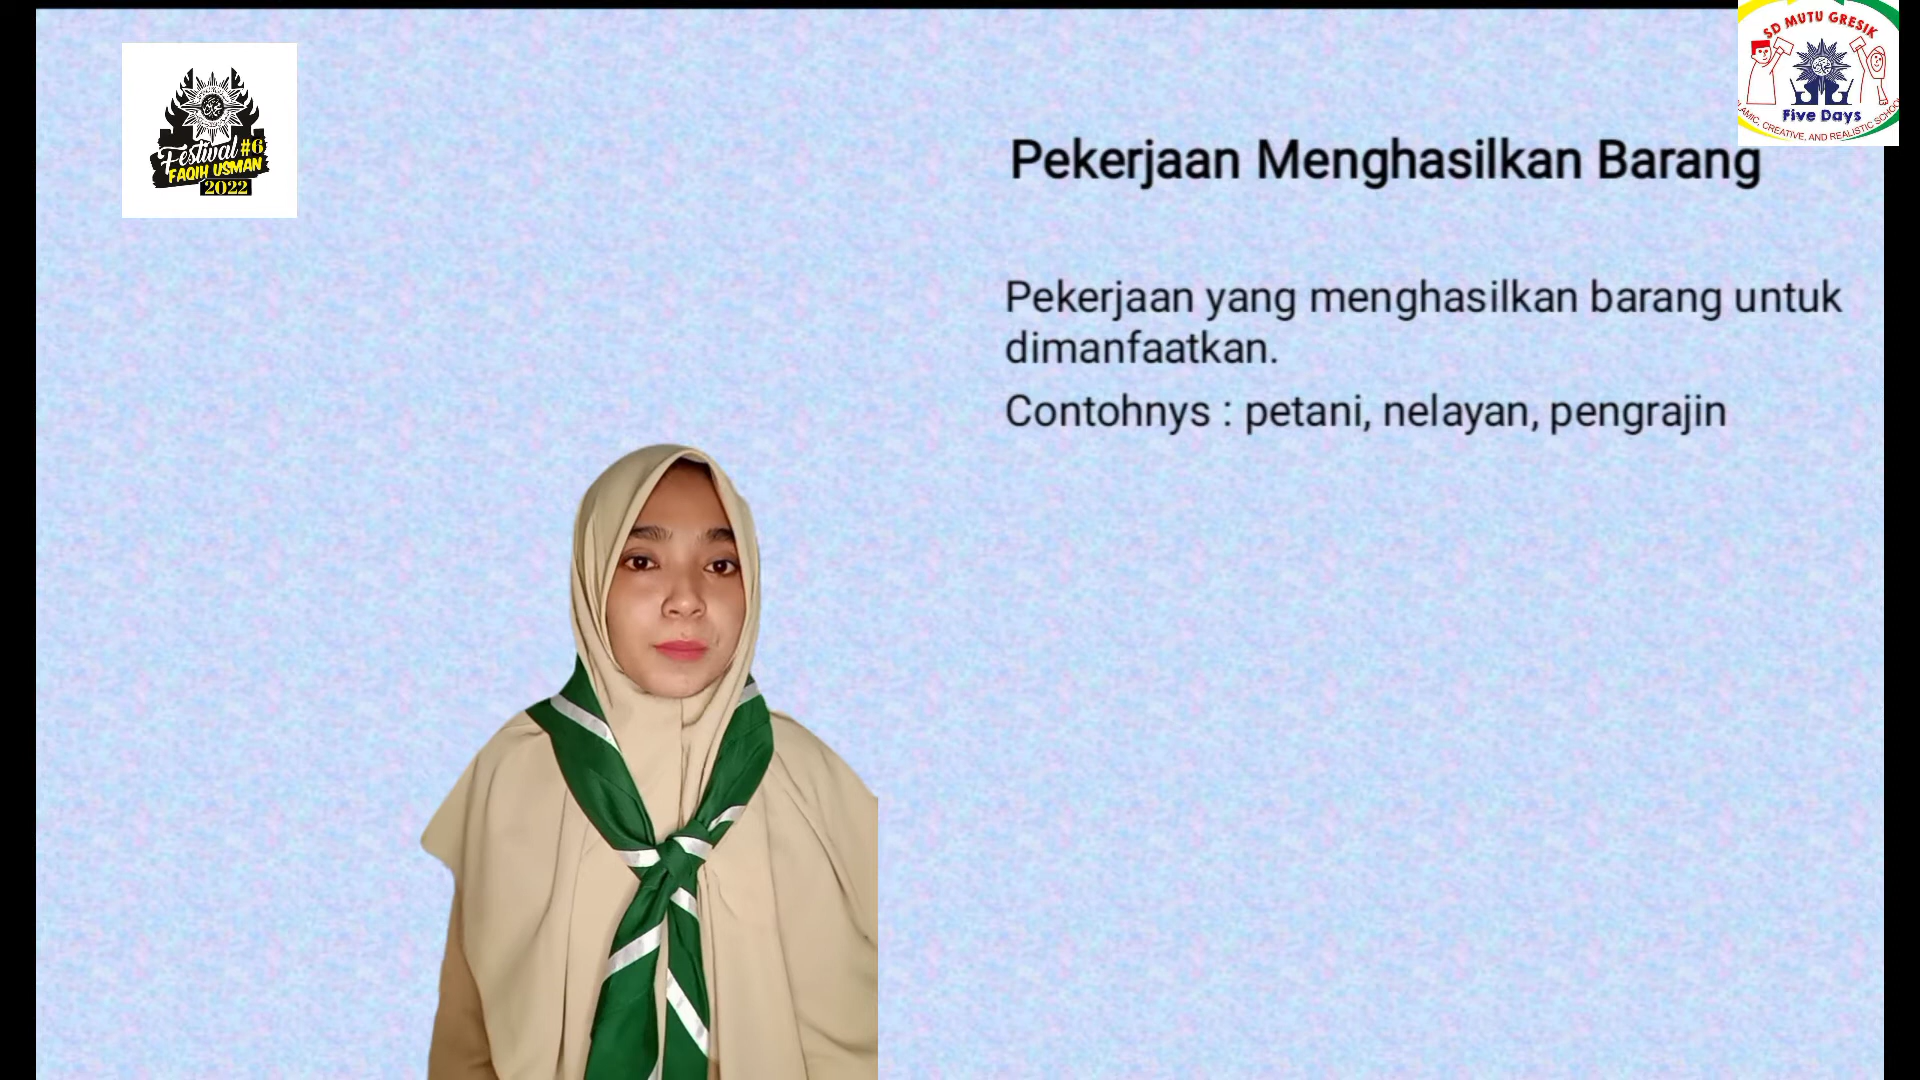 Festival #6
FAQIH USMAN
2022
SD MUTU GRESIK
Five Days
LAMIC, CREATIVE, AND REALISTIC SCHOOL
Pekerjaan Menghasilkan Barang
Pekerjaan yang menghasilkan barang untuk
dimanfaatkan.
Contohnys : petani, nelayan, pengrajin